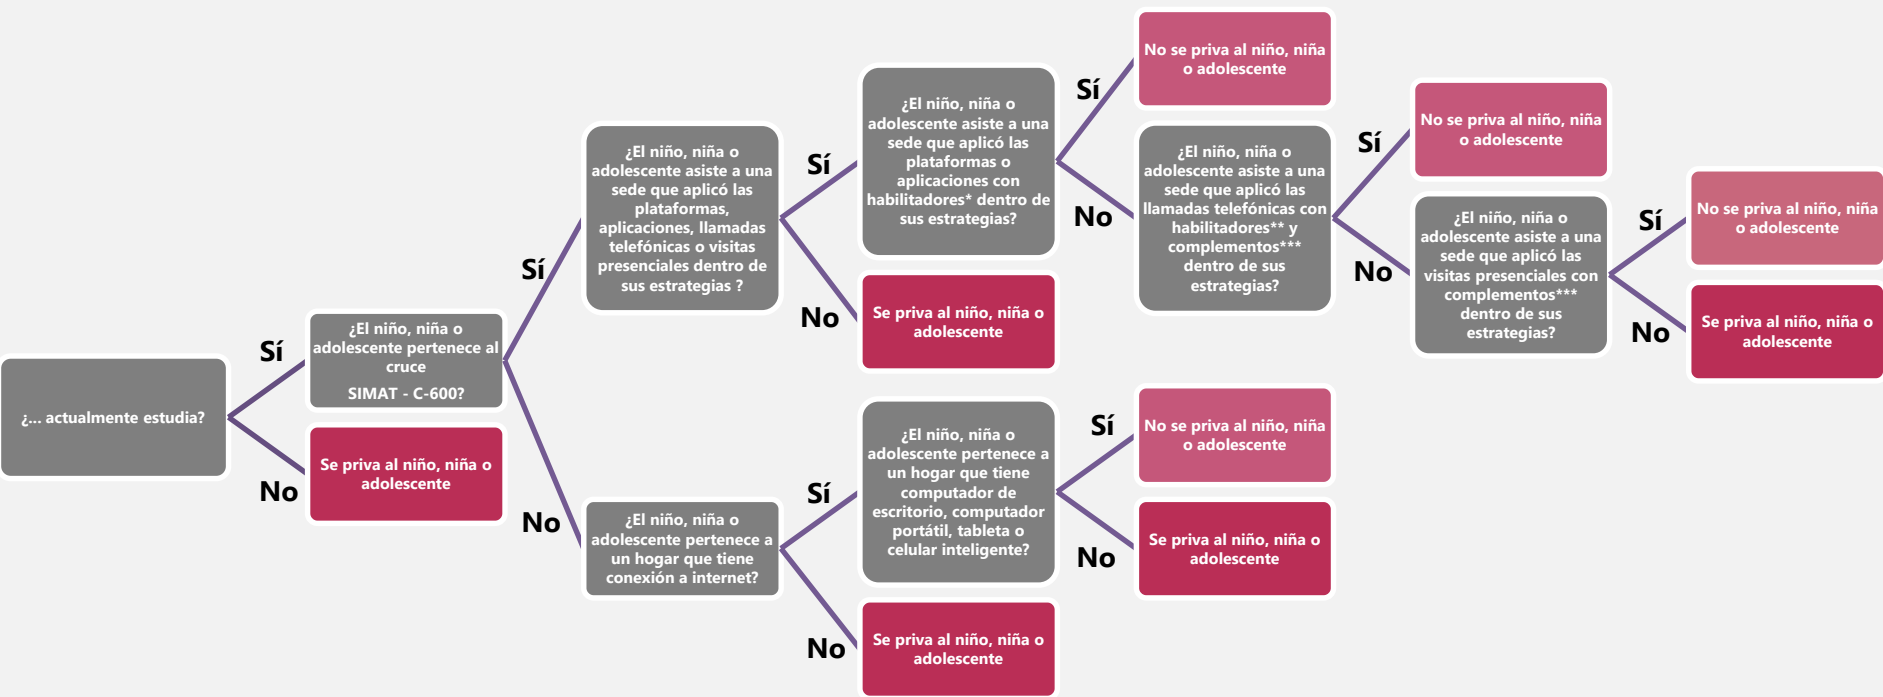 ¿... actualmente estudia?
Sí
No
¿El niño, niña o
adolescente pertenece al
cruce
SIMAT - C-600?
Se priva al niño, niña o
adolescente
Sí
No
¿El niño, niña o
adolescente asiste a una
sede que aplicó las
plataformas,
aplicaciones, llamadas
telefónicas o visitas
presenciales dentro de
sus estrategias ?
Sí
No
¿El niño, niña o
adolescente asiste a una
sede que aplicó las
plataformas o
aplicaciones con
habilitadores* dentro de
sus estrategias?
Sí
No
No se priva al niño, niña
o adolescente
¿El niño, niña o
adolescente asiste a una
sede que aplicó las
llamadas telefónicas con
habilitadores** y
complementos***
dentro de sus
estrategias?
Sí
No
No se priva al niño, niña
o adolescente
¿El niño, niña o
adolescente asiste a una
sede que aplicó las
visitas presenciales con
complementos***
dentro de sus
estrategias?
Sí
No
No se priva al niño, niña
o adolescente
Se priva al niño, niña o
adolescente
Se priva al niño, niña o
adolescente
¿El niño, niña o
adolescente pertenece a
un hogar que tiene
conexión a internet?
Sí
No
¿El niño, niña o
adolescente pertenece a
un hogar que tiene
computador de
escritorio, computador
portátil, tableta o
celular inteligente?
Sí
No
No se priva al niño, niña
o adolescente
Se priva al niño, niña o
adolescente
Se priva al niño, niña o
adolescente